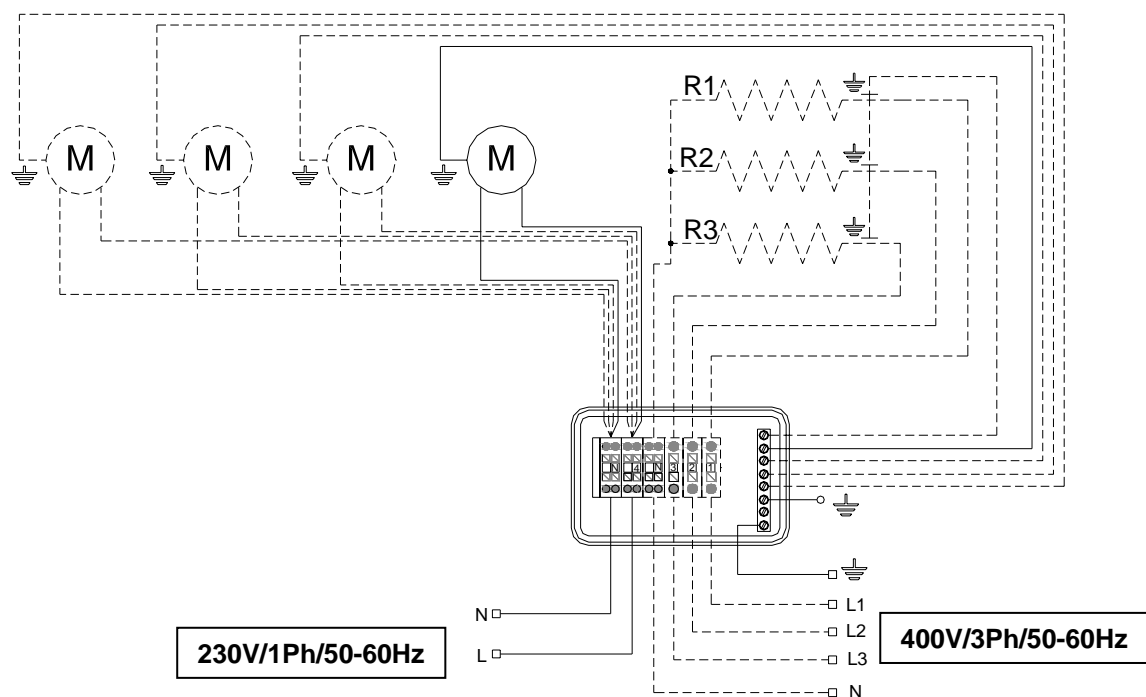 R1
M M M M R2
R3
N 4 N 3 2 1
N
L
230V/1Ph/50-60Hz
L1
L2
L3
N
400V/3Ph/50-60Hz